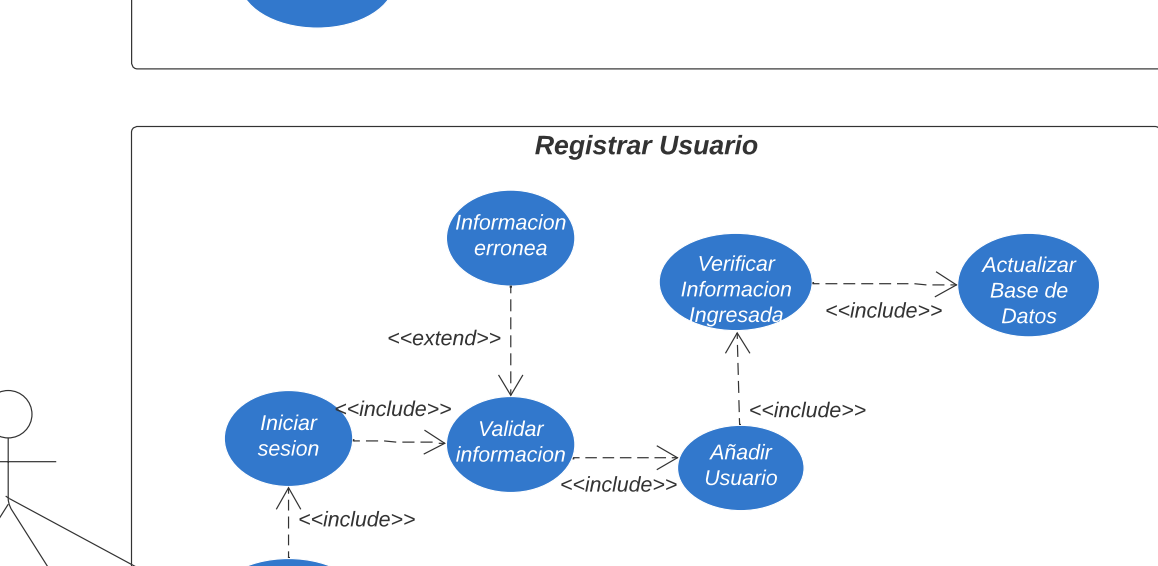 Registrar Usuario
Informacion
erronea
Verificar
Informacion
Ingresada
Actualizar
Base de
Datos
<<include>>
<<extend>>
Iniciar
sesion
<<include>>
Validar
informacion
<<include>>
Añadir
Usuario
<<include>>
<<include>>